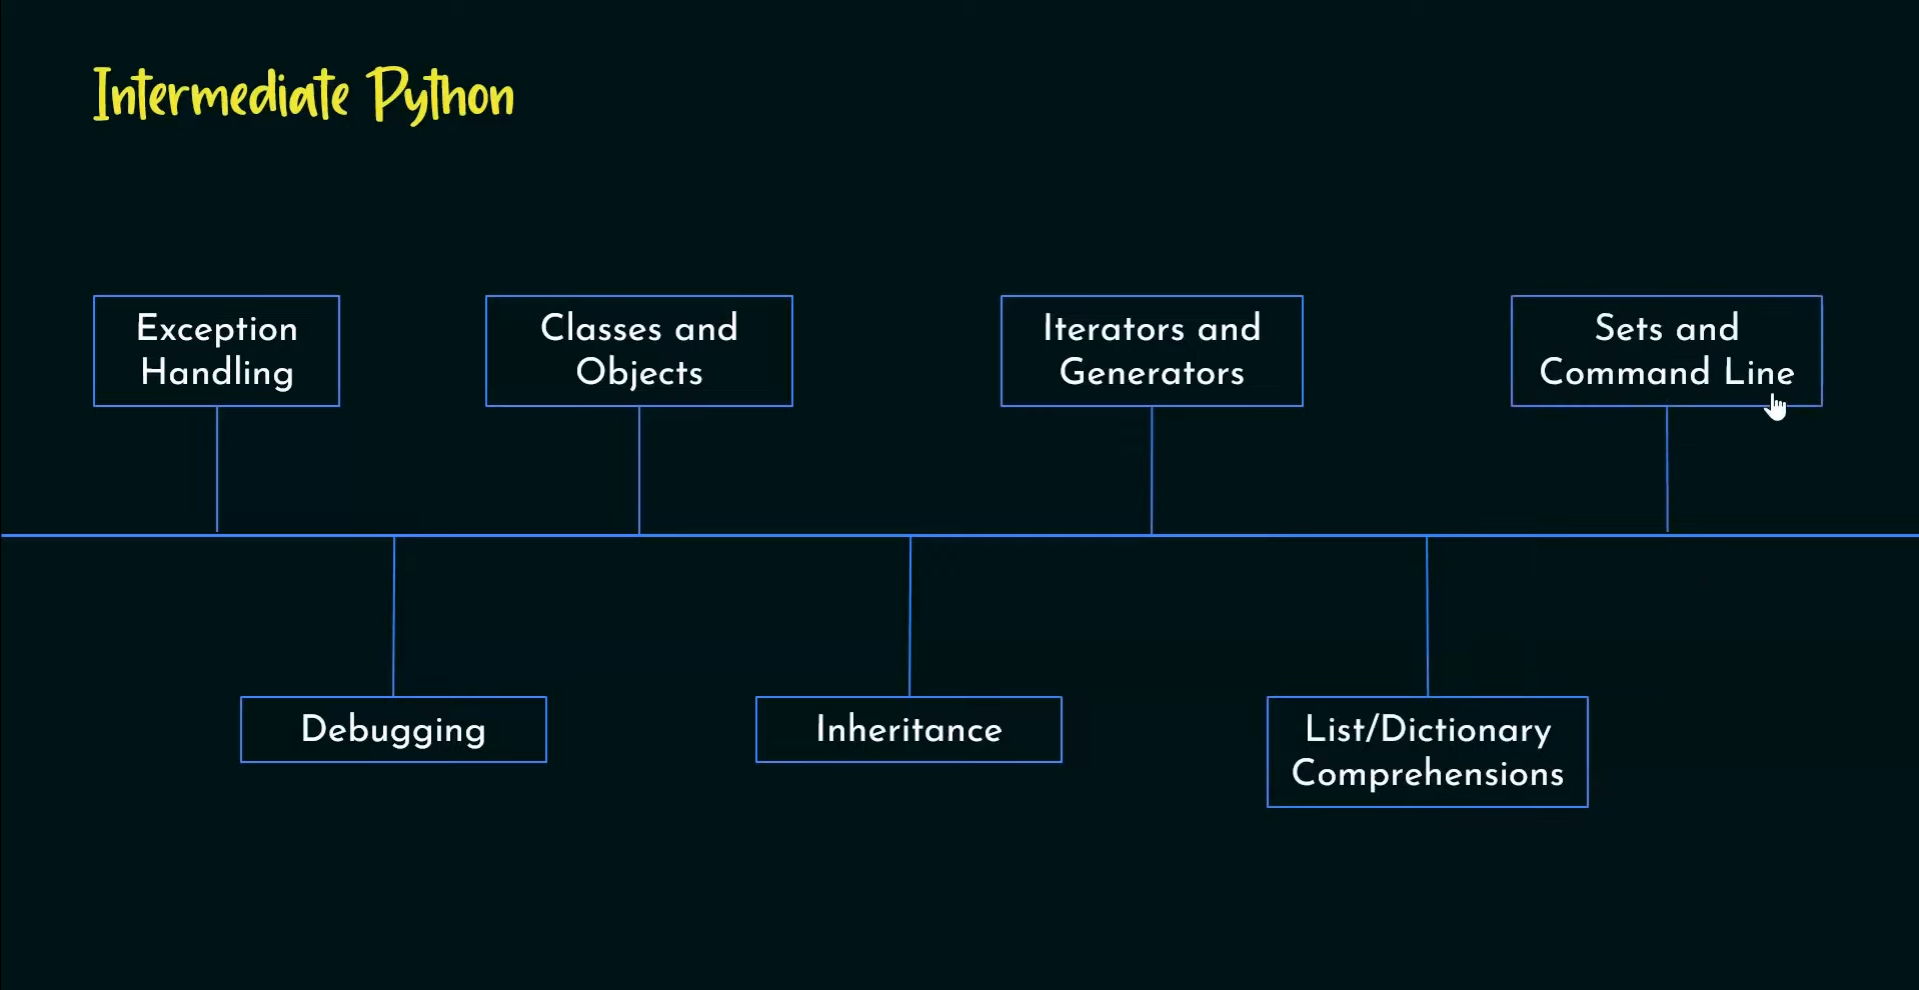 Intermediate Python
Exception
Handling
Classes and
Objects
Iterators and
Generators
Sets and
Command Line
Debugging
Inheritance
List/Dictionary
Comprehensions